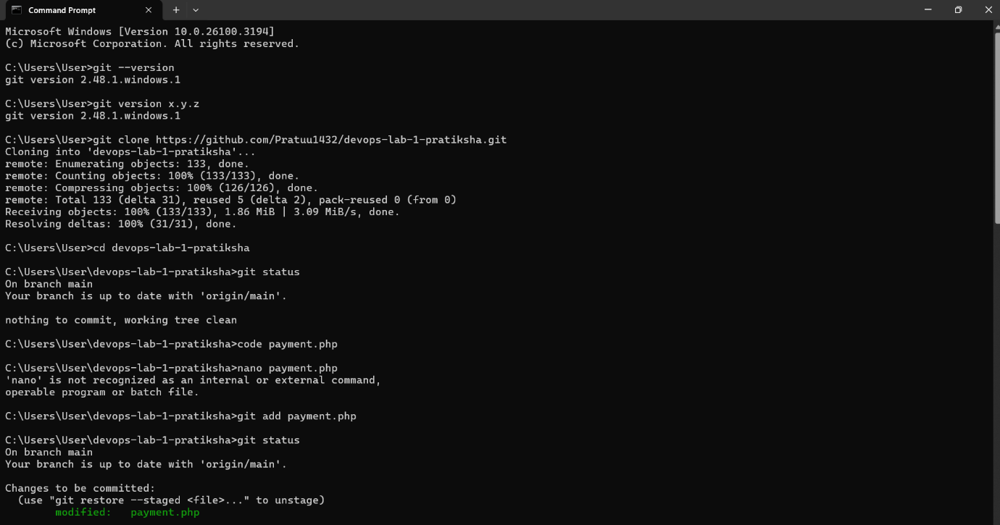 Command Prompt
Microsoft Windows [Version 10.0.26100.3194]
(c) Microsoft Corporation. All rights reserved.
C:\Users\User>git --version
git version 2.48.1.windows.1
C:\Users\User>git version x.y.z
git version 2.48.1.windows.1
C:\Users\User>git clone https://github.com/Pratuu1432/devops-lab-1-pratiksha.git
Cloning into 'devops-lab-1-pratiksha'...
remote: Enumerating objects: 133, done.
remote: Counting objects: 100% (133/133), done.
remote: Compressing objects: 100% (126/126), done.
remote: Total 133 (delta 31), reused 5 (delta 2), pack-reused 0 (from 0)
Receiving objects: 100% (133/133), 1.86 MiB | 3.09 MiB/s, done.
Resolving deltas: 100% (31/31), done.
C:\Users\User>cd devops-lab-1-pratiksha
C:\Users\User\devops-lab-1-pratiksha>git status
On branch main
Your branch is up to date with 'origin/main'.
nothing to commit, working tree clean
C:\Users\User\devops-lab-1-pratiksha>code payment.php
C:\Users\User\devops-lab-1-pratiksha>nano payment.php
'nano' is not recognized as an internal or external command,
operable program or batch file.
C:\Users\User\devops-lab-1-pratiksha>git add payment.php
C:\Users\User\devops-lab-1-pratiksha>git status
On branch main
Your branch is up to date with 'origin/main'.
Changes to be committed:
  (use "git restore --staged <file>..." to unstage)
        modified:   payment.php